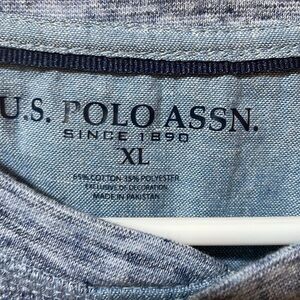 U.S. POLO ASSN.
SINCE 1890
XL
65% COTTON 35% POLYESTER
EXCLUSIVE OF DECORATION
MADE IN PAKISTAN